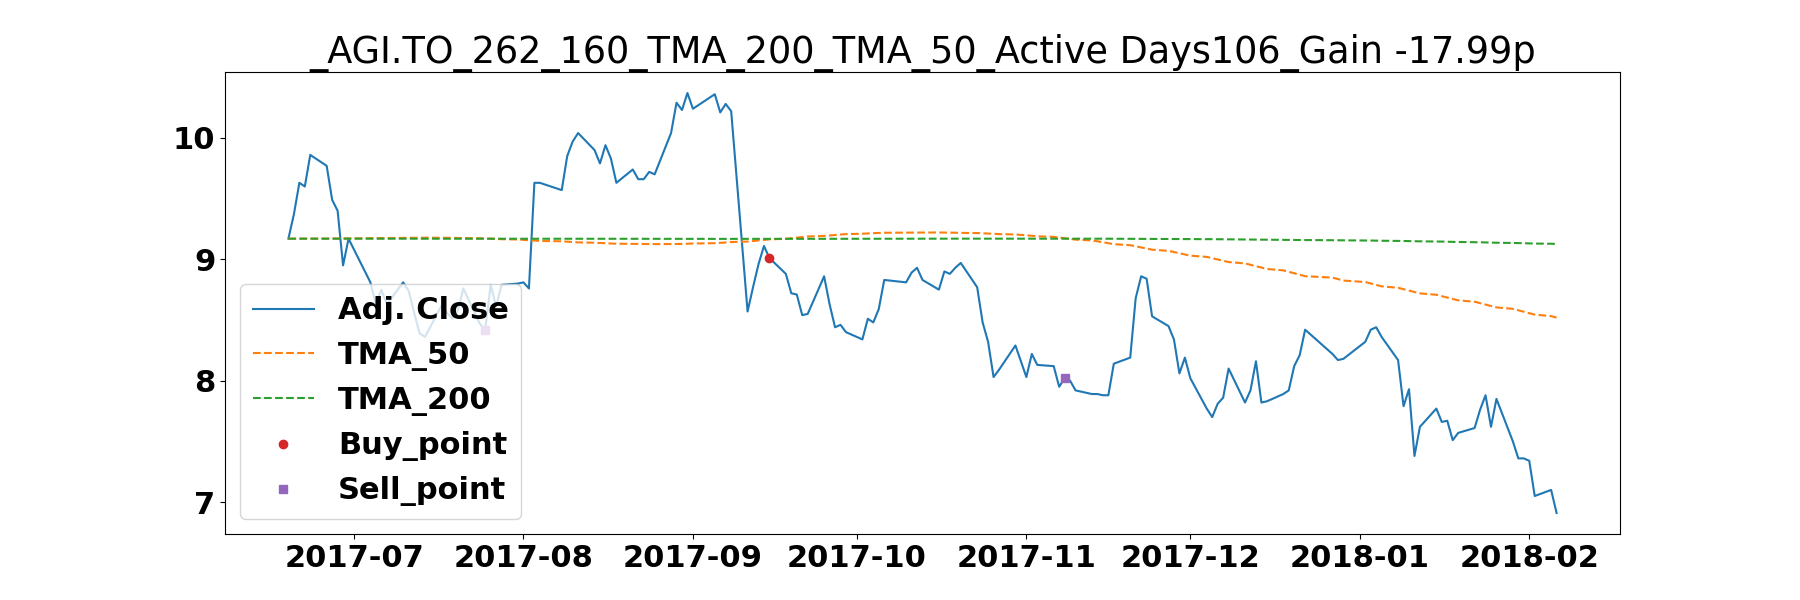 _AGI.TO_262_160_TMA_200_TMA_50_Active Days106_Gain -17.99p
10
9
8
7
Adj. Close
TMA_50
TMA_200
Buy_point
Sell_point
2017-07 2017-08 2017-09 2017-10 2017-11 2017-12 2018-01 2018-02